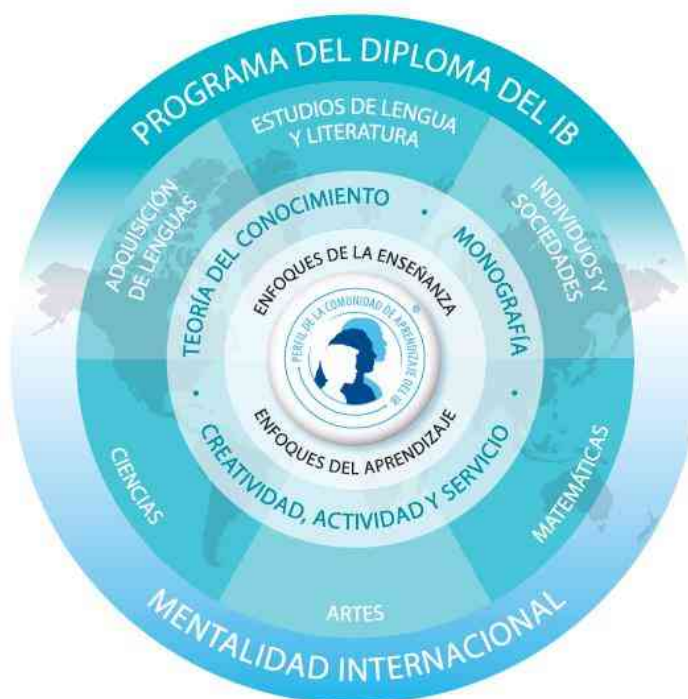 PROGRAMA DEL DIPLOMA DEL IB
ESTUDIOS DE LENGUA
Y LITERATURA
ADQUISICIÓN
DE LENGUAS
INDIVIDUOS Y
SOCIEDADES
TEORÍA DEL CONOCIMIENTO
·
MONOGRAFÍA
·
CREATIVIDAD, ACTIVIDAD Y SERVICIO
·
ENFOQUES DE LA ENSEÑANZA
PERFIL DE LA COMUNIDAD DE APRENDIZAJE DEL IB
©
ENFOQUES DEL APRENDIZAJE
CIENCIAS
MATEMÁTICAS
ARTES
MENTALIDAD INTERNACIONAL